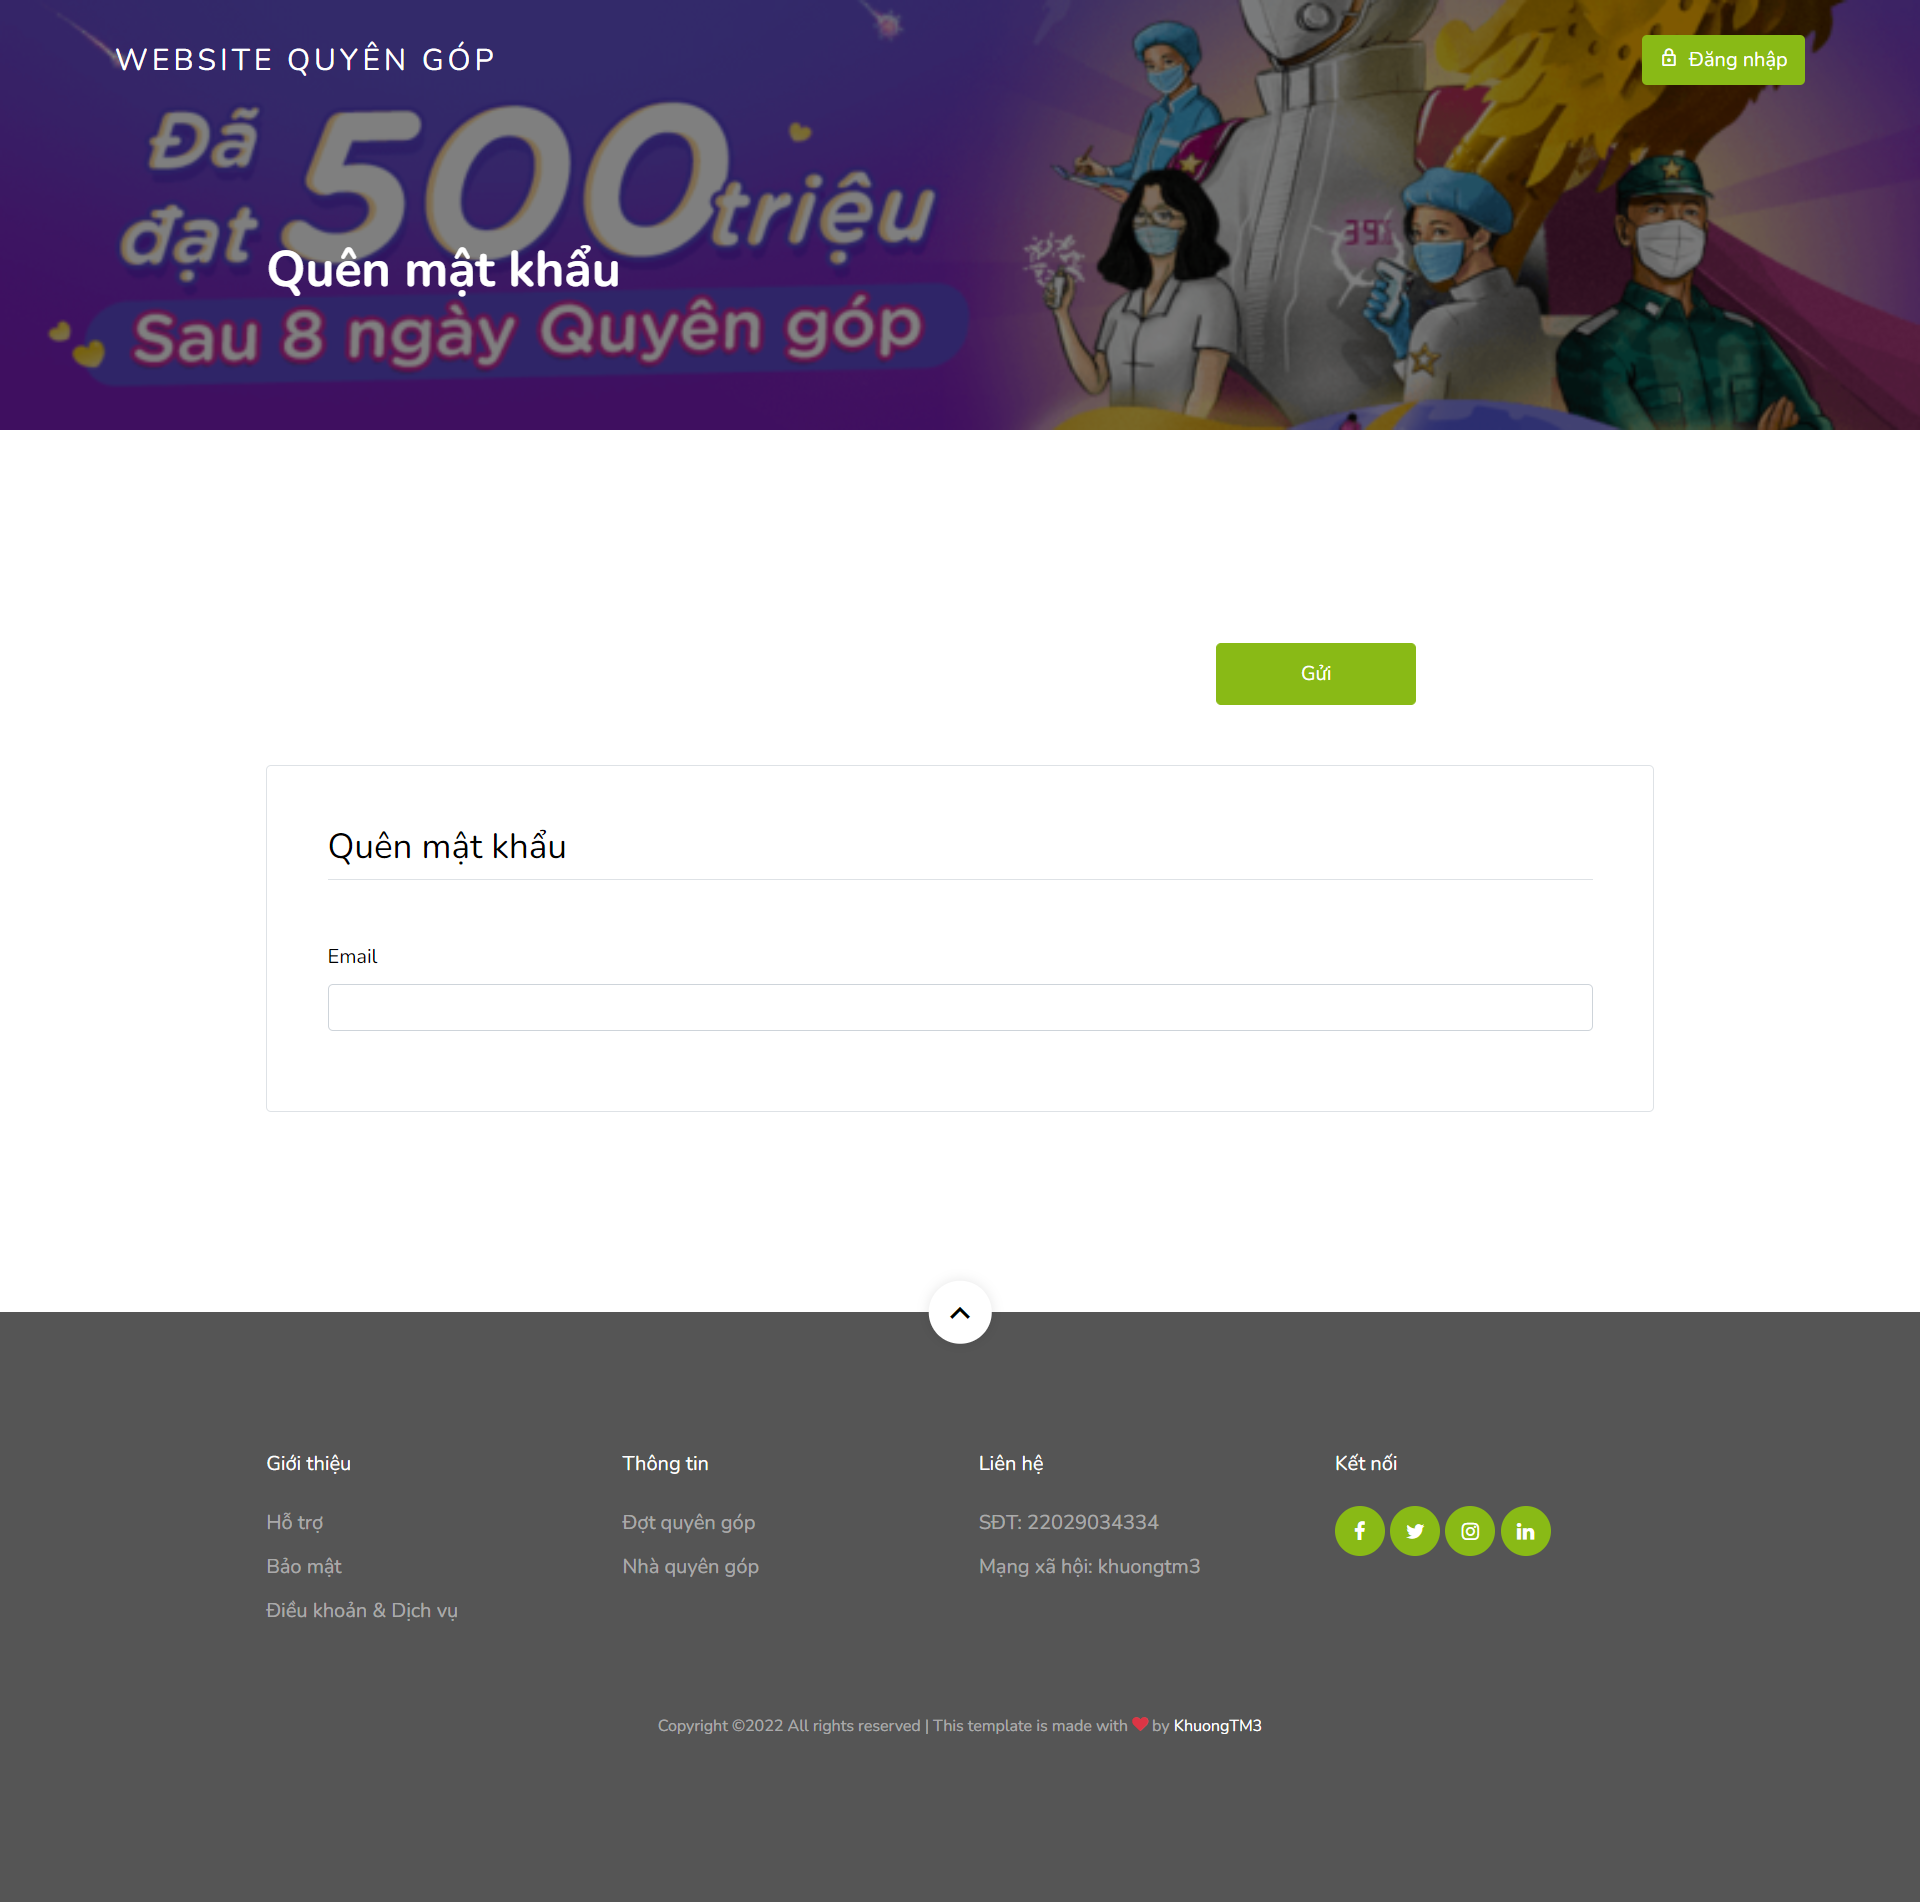 WEBSITE QUYÊN GÓP
Đăng nhập
Đã đạt 500 triệu
39%
Quên mật khẩu
Sau 8 ngày Quyên góp
Gửi
Quên mật khẩu
Email
Giới thiệu
Hỗ trợ
Bảo mật
Điều khoản & Dịch vụ
Thông tin
Đợt quyên góp
Nhà quyên góp
Liên hệ
SĐT: 22029034334
Mạng xã hội: khuongtm3
Kết nối
Copyright ©2022 All rights reserved | This template is made with ❤ by KhuongTM3